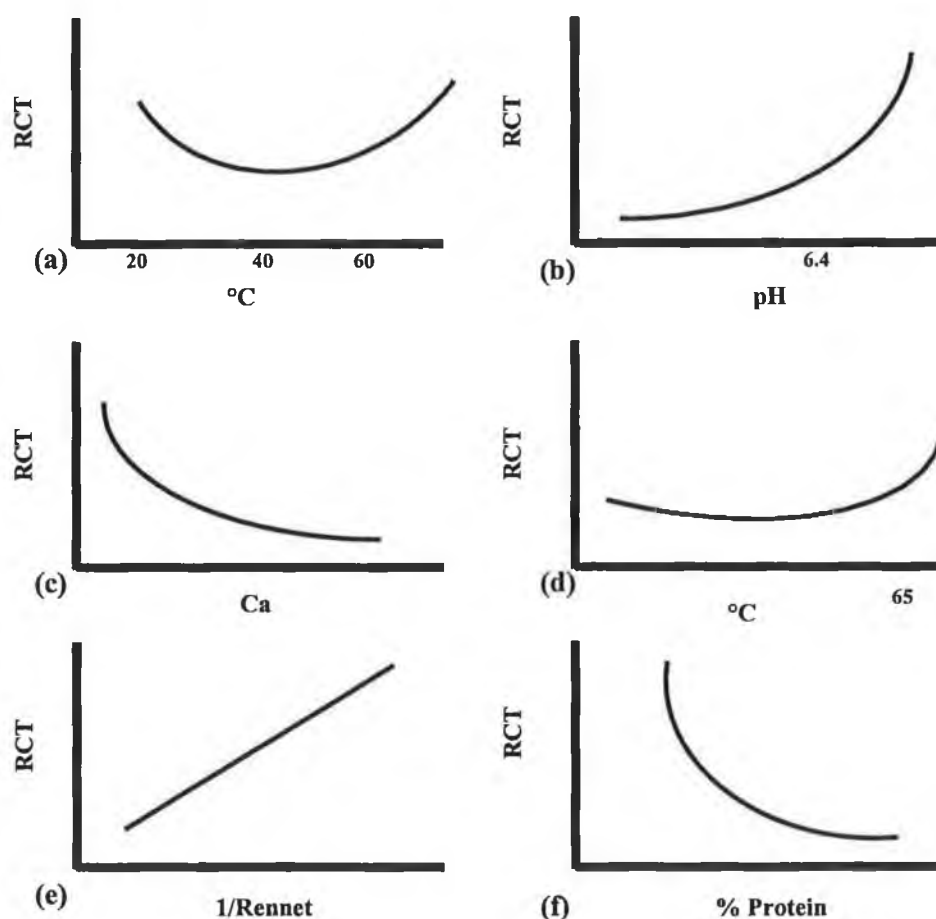 RCT
RCT
(a)
20
40
60
(b)
6.4
°C
pH
RCT
RCT
(c)
Ca
(d)
°C
65
RCT
RCT
(e)
1/Rennet
(f)
% Protein